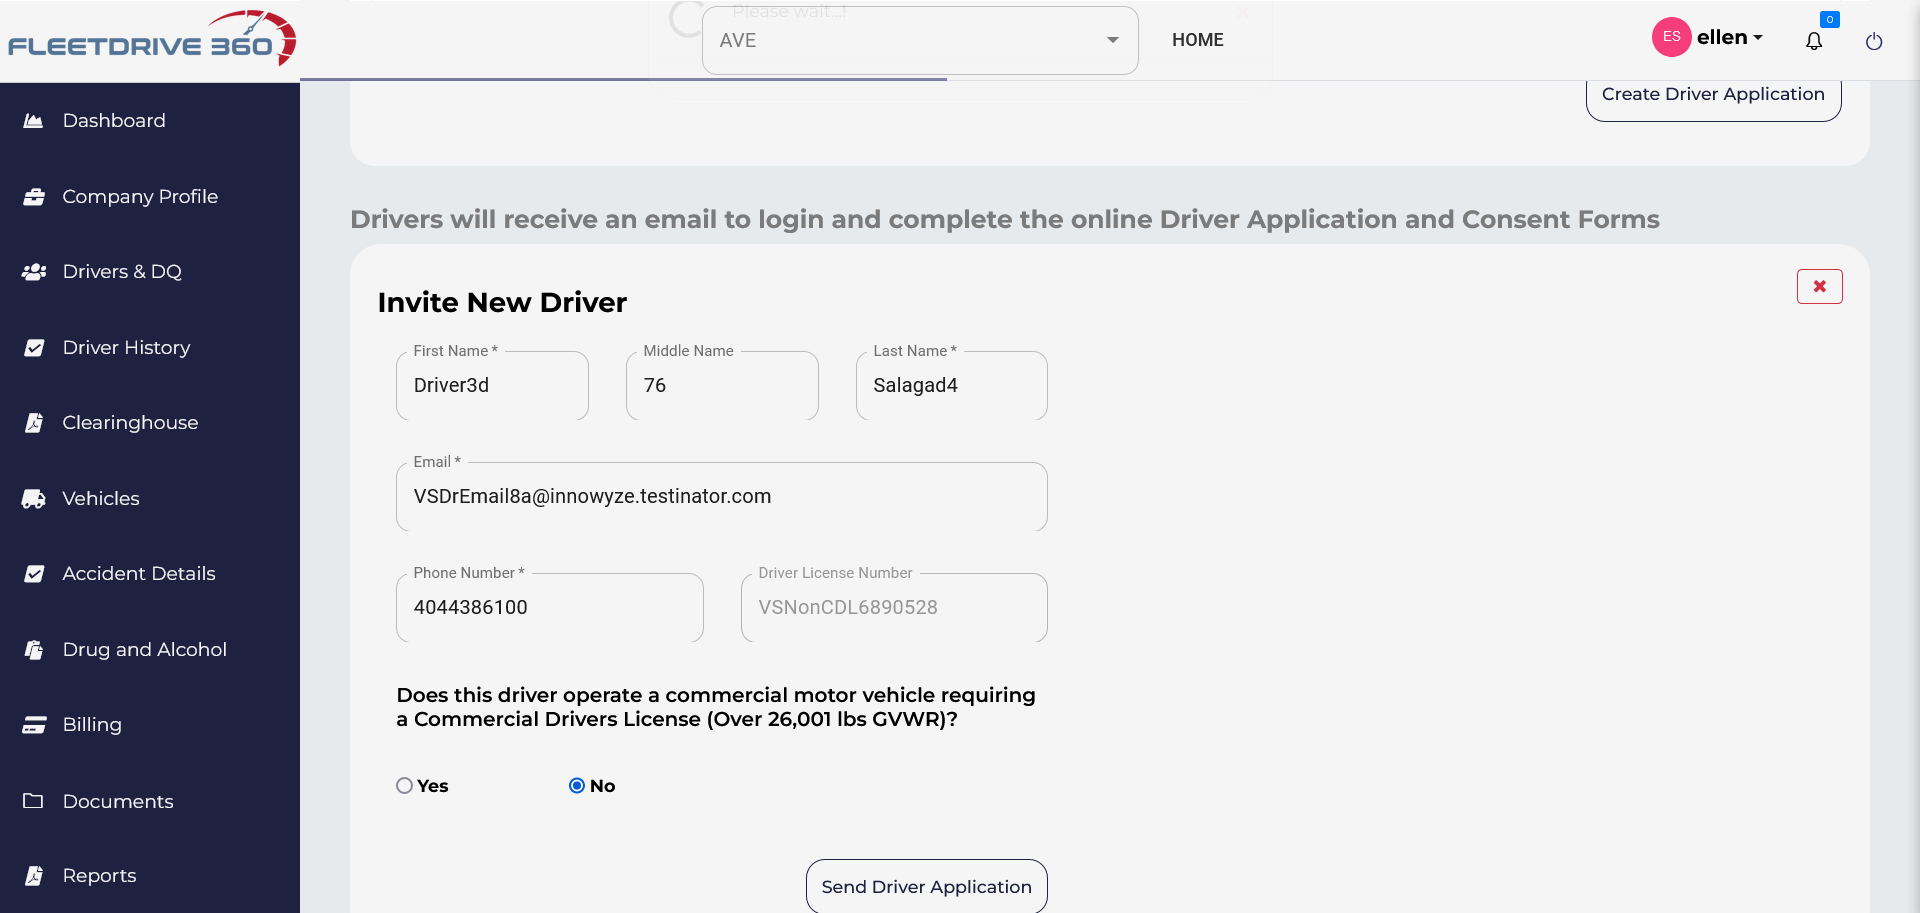 FLEETDRIVE 360
Please wait...!
AVE
HOME
ES
ellen
0
Dashboard
Company Profile
Drivers & DQ
Driver History
Clearinghouse
Vehicles
Accident Details
Drug and Alcohol
Billing
Documents
Reports
Create Driver Application
Drivers will receive an email to login and complete the online Driver Application and Consent Forms
Invite New Driver
First Name *
Driver3d
Middle Name
76
Last Name *
Salagad4
Email *
VSDrEmail8a@innowyze.testinator.com
Phone Number *
4044386100
Driver License Number
VSNonCDL6890528
Does this driver operate a commercial motor vehicle requiring
a Commercial Drivers License (Over 26,001 lbs GVWR)?
Yes
No
Send Driver Application